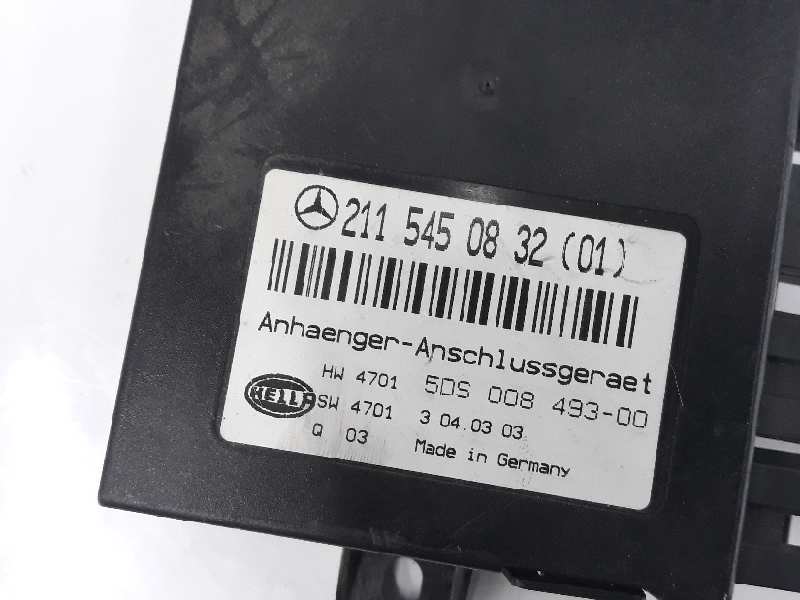 211 545 08 32 (01)
Anhaenger-Anschlussgeraet
HW 4701 5DS 008 493-00
HELLA SW 4701 3 04.03 03
Q 03 Made in Germany